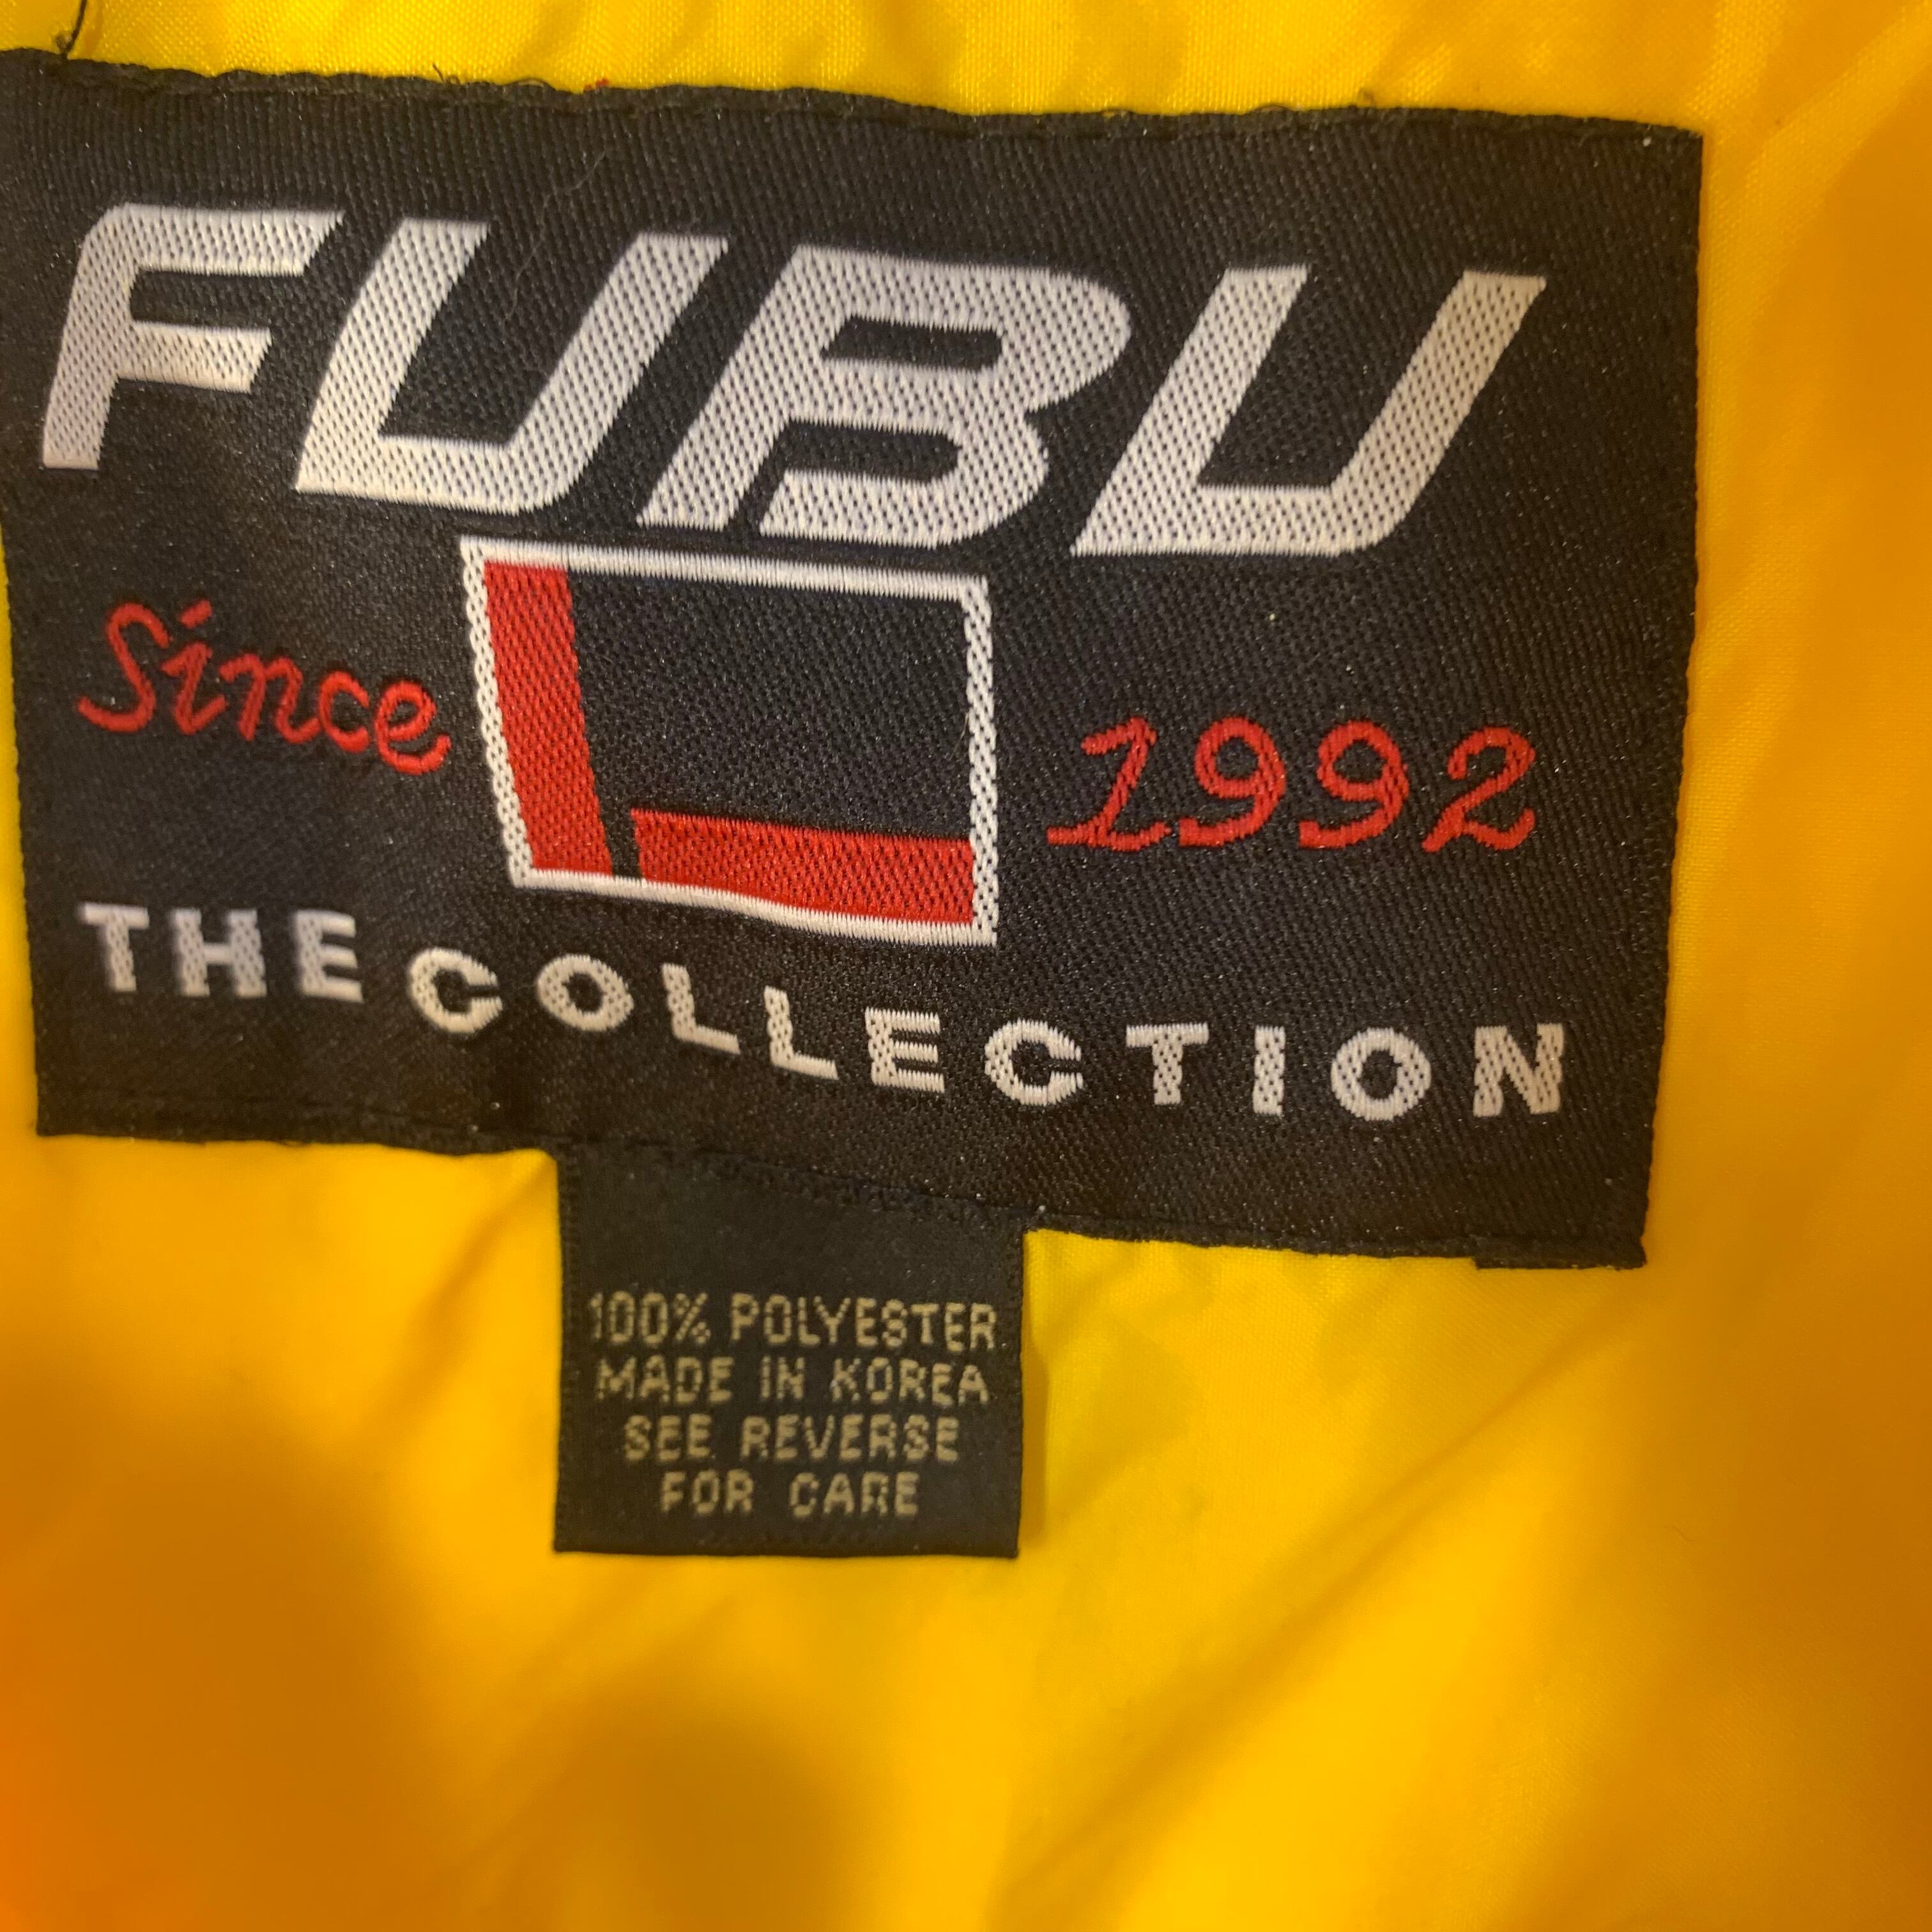 FUBU
Since 1992
THE COLLECTION
100% POLYESTER
MADE IN KOREA
SEE REVERSE
FOR CARE